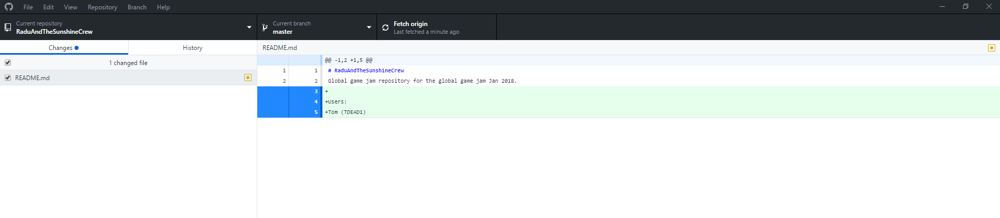 File Edit View Repository Branch Help
Current repository
RaduAndTheSunshineCrew
Current branch
master
Fetch origin
Last fetched a minute ago
Changes History
README.md
1 changed file
README.md
@@ -1,2 +1,5 @@
1 1 # RaduAndTheSunshineCrew
2 2 Global game jam repository for the global game jam Jan 2018.
3 +
4 +Users:
5 +Tom (TDEAD1)